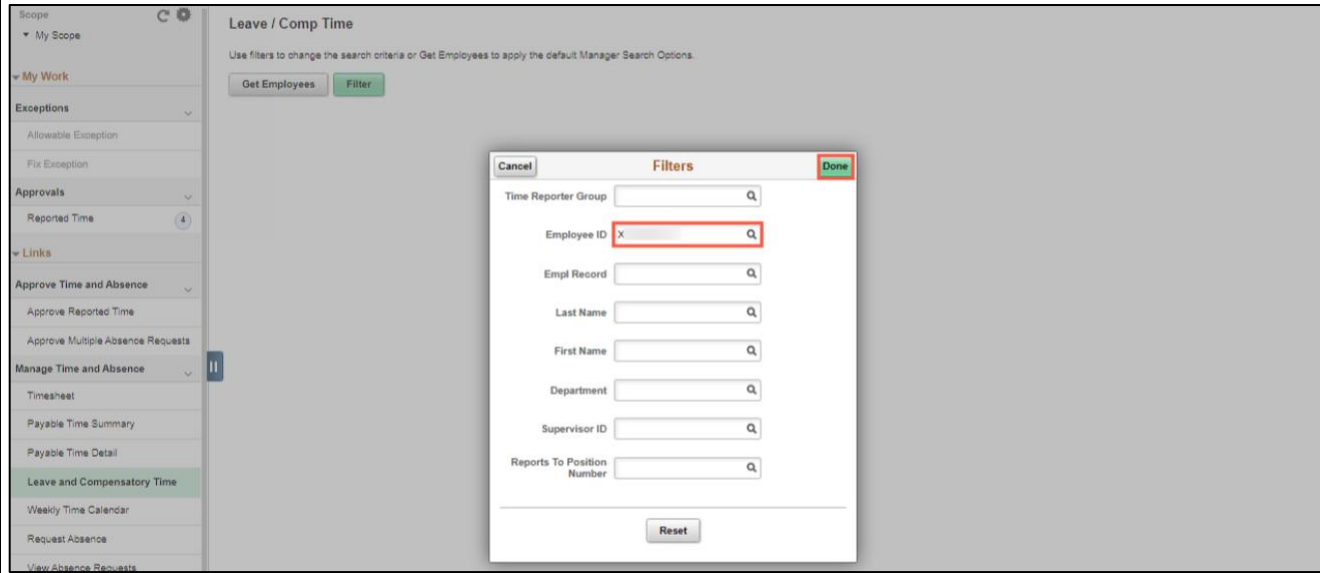 Scope
My Scope
My Work
Exceptions
Allowable Exception
Fix Exception
Approvals
Reported Time 4
Links
Approve Time and Absence
Approve Reported Time
Approve Multiple Absence Requests
Manage Time and Absence
Timesheet
Payable Time Summary
Payable Time Detail
Leave and Compensatory Time
Weekly Time Calendar
Request Absence
View Absence Requests
Leave / Comp Time
Use filters to change the search criteria or Get Employees to apply the default Manager Search Options.
Get Employees Filter
Cancel Filters Done
Time Reporter Group
Employee ID X
Empl Record
Last Name
First Name
Department
Supervisor ID
Reports To Position
Number
Reset